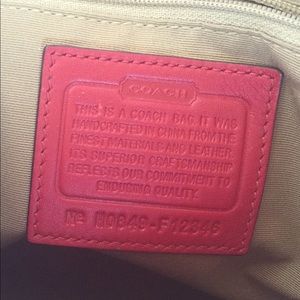 COACH
THIS IS A COACH BAG. IT WAS
HANDCRAFTED IN CHINA FROM THE
FINEST MATERIALS AND LEATHER.
ITS SUPERIOR CRAFTSMANSHIP
REFLECTS OUR COMMITMENT TO
ENDURING QUALITY.
No H0849-F12346